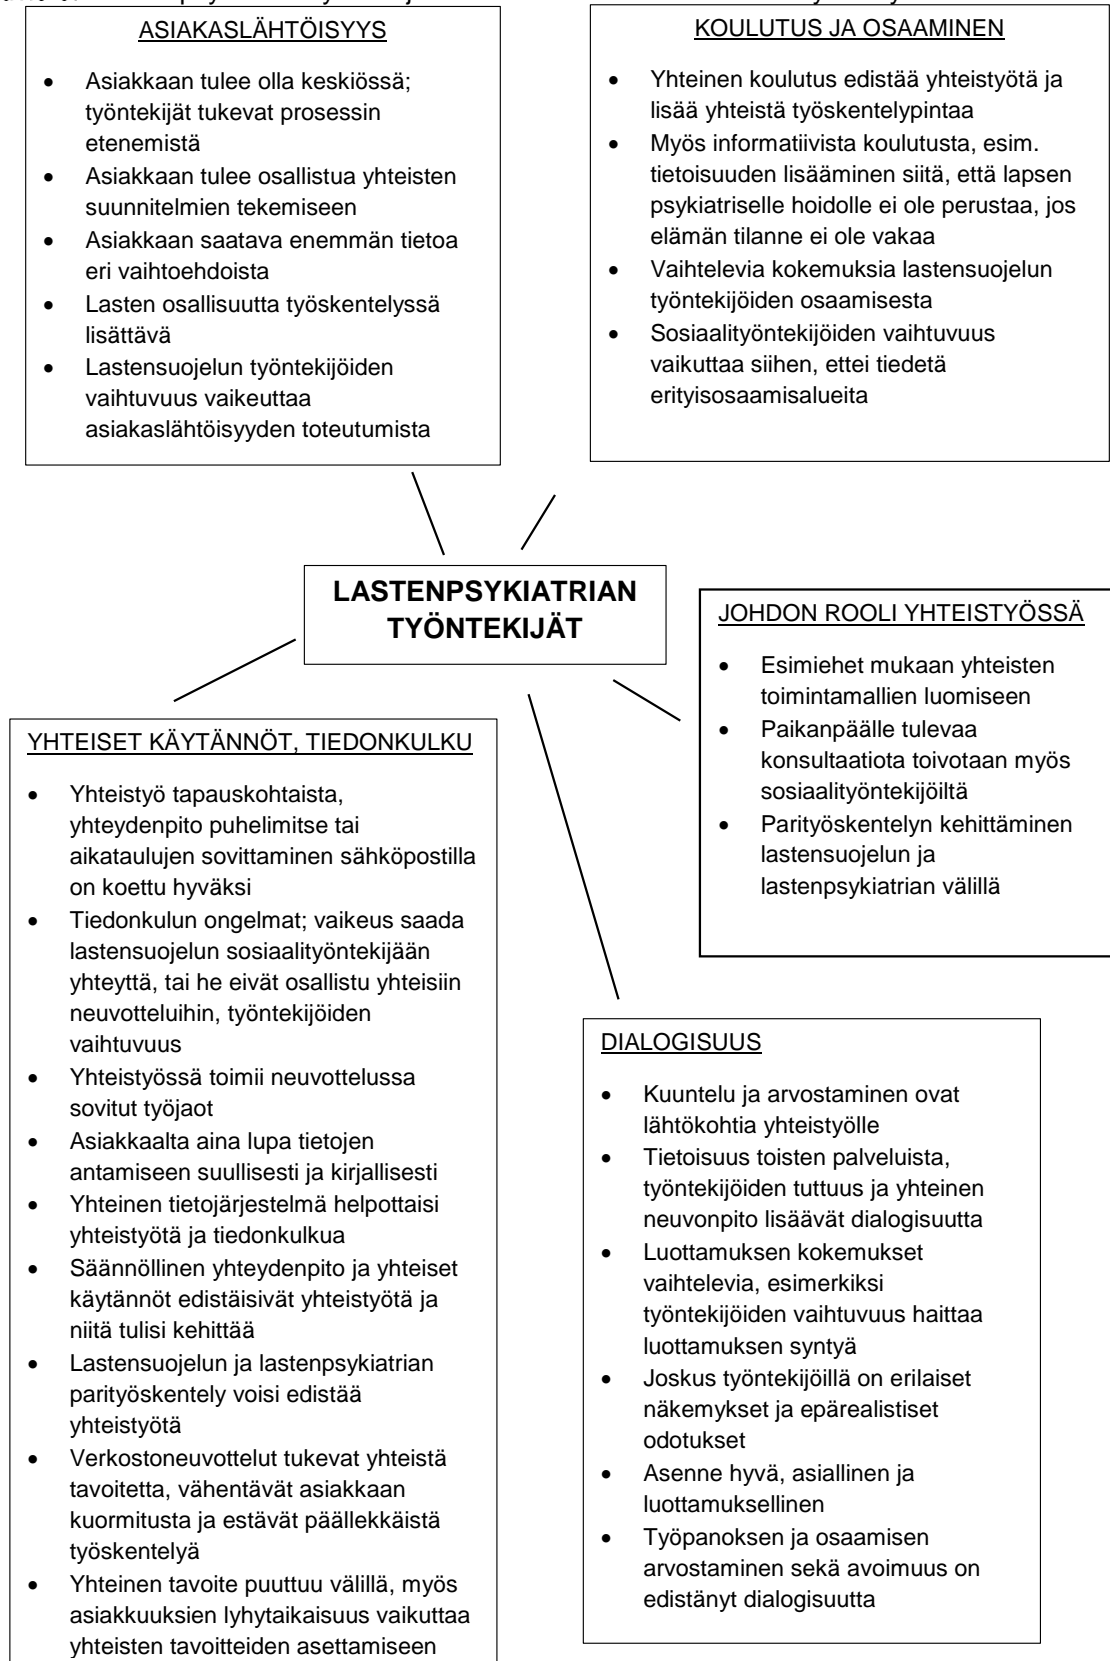 ASIAKASLÄHTÖISYYS
• Asiakkaan tulee olla keskiössä;
työntekijät tukevat prosessin
etenemistä
• Asiakkaan tulee osallistua yhteisten
suunnitelmien tekemiseen
• Asiakkaan saatava enemmän tietoa
eri vaihtoehdoista
• Lasten osallisuutta työskentelyssä
lisättävä
• Lastensuojelun työntekijöiden
vaihtuvuus vaikeuttaa
asiakaslähtöisyyden toteutumista
KOULUTUS JA OSAAMINEN
• Yhteinen koulutus edistää yhteistyötä ja
lisää yhteistä työskentelypintaa
• Myös informatiivista koulutusta, esim.
tietoisuuden lisääminen siitä, että lapsen
psykiatriselle hoidolle ei ole perustaa, jos
elämän tilanne ei ole vakaa
• Vaihtelevia kokemuksia lastensuojelun
työntekijöiden osaamisesta
• Sosiaalityöntekijöiden vaihtuvuus
vaikuttaa siihen, ettei tiedetä
erityisosaamisalueita
LASTENPSYKIATRIAN
TYÖNTEKIJÄT
JOHDON ROOLI YHTEISTYÖSSÄ
• Esimiehet mukaan yhteisten
toimintamallien luomiseen
• Paikanpäälle tulevaa
konsultaatiota toivotaan myös
sosiaalityöntekijöiltä
• Parityöskentelyn kehittäminen
lastensuojelun ja
lastenpsykiatrian välillä
YHTEISET KÄYTÄNNÖT, TIEDONKULKU
• Yhteistyö tapauskohtaista,
yhteydenpito puhelimitse tai
aikataulujen sovittaminen sähköpostilla
on koettu hyväksi
• Tiedonkulun ongelmat; vaikeus saada
lastensuojelun sosiaalityöntekijään
yhteyttä, tai he eivät osallistu yhteisiin
neuvotteluihin, työntekijöiden
vaihtuvuus
• Yhteistyössä toimii neuvottelussa
sovitut työjaot
• Asiakkaalta aina lupa tietojen
antamiseen suullisesti ja kirjallisesti
• Yhteinen tietojärjestelmä helpottaisi
yhteistyötä ja tiedonkulkua
• Säännöllinen yhteydenpito ja yhteiset
käytännöt edistäisivät yhteistyötä ja
niitä tulisi kehittää
• Lastensuojelun ja lastenpsykiatrian
parityöskentely voisi edistää
yhteistyötä
• Verkostoneuvottelut tukevat yhteistä
tavoitetta, vähentävät asiakkaan
kuormitusta ja estävät päällekkäistä
työskentelyä
• Yhteinen tavoite puuttuu välillä, myös
asiakkuuksien lyhytaikaisuus vaikuttaa
yhteisten tavoitteiden asettamiseen
DIALOGISUUS
• Kuuntelu ja arvostaminen ovat
lähtökohtia yhteistyölle
• Tietoisuus toisten palveluista,
työntekijöiden tuttuus ja yhteinen
neuvonpito lisäävät dialogisuutta
• Luottamuksen kokemukset
vaihtelevia, esimerkiksi
työntekijöiden vaihtuvuus haittaa
luottamuksen syntyä
• Joskus työntekijöillä on erilaiset
näkemykset ja epärealistiset
odotukset
• Asenne hyvä, asiallinen ja
luottamuksellinen
• Työpanoksen ja osaamisen
arvostaminen sekä avoimuus on
edistänyt dialogisuutta